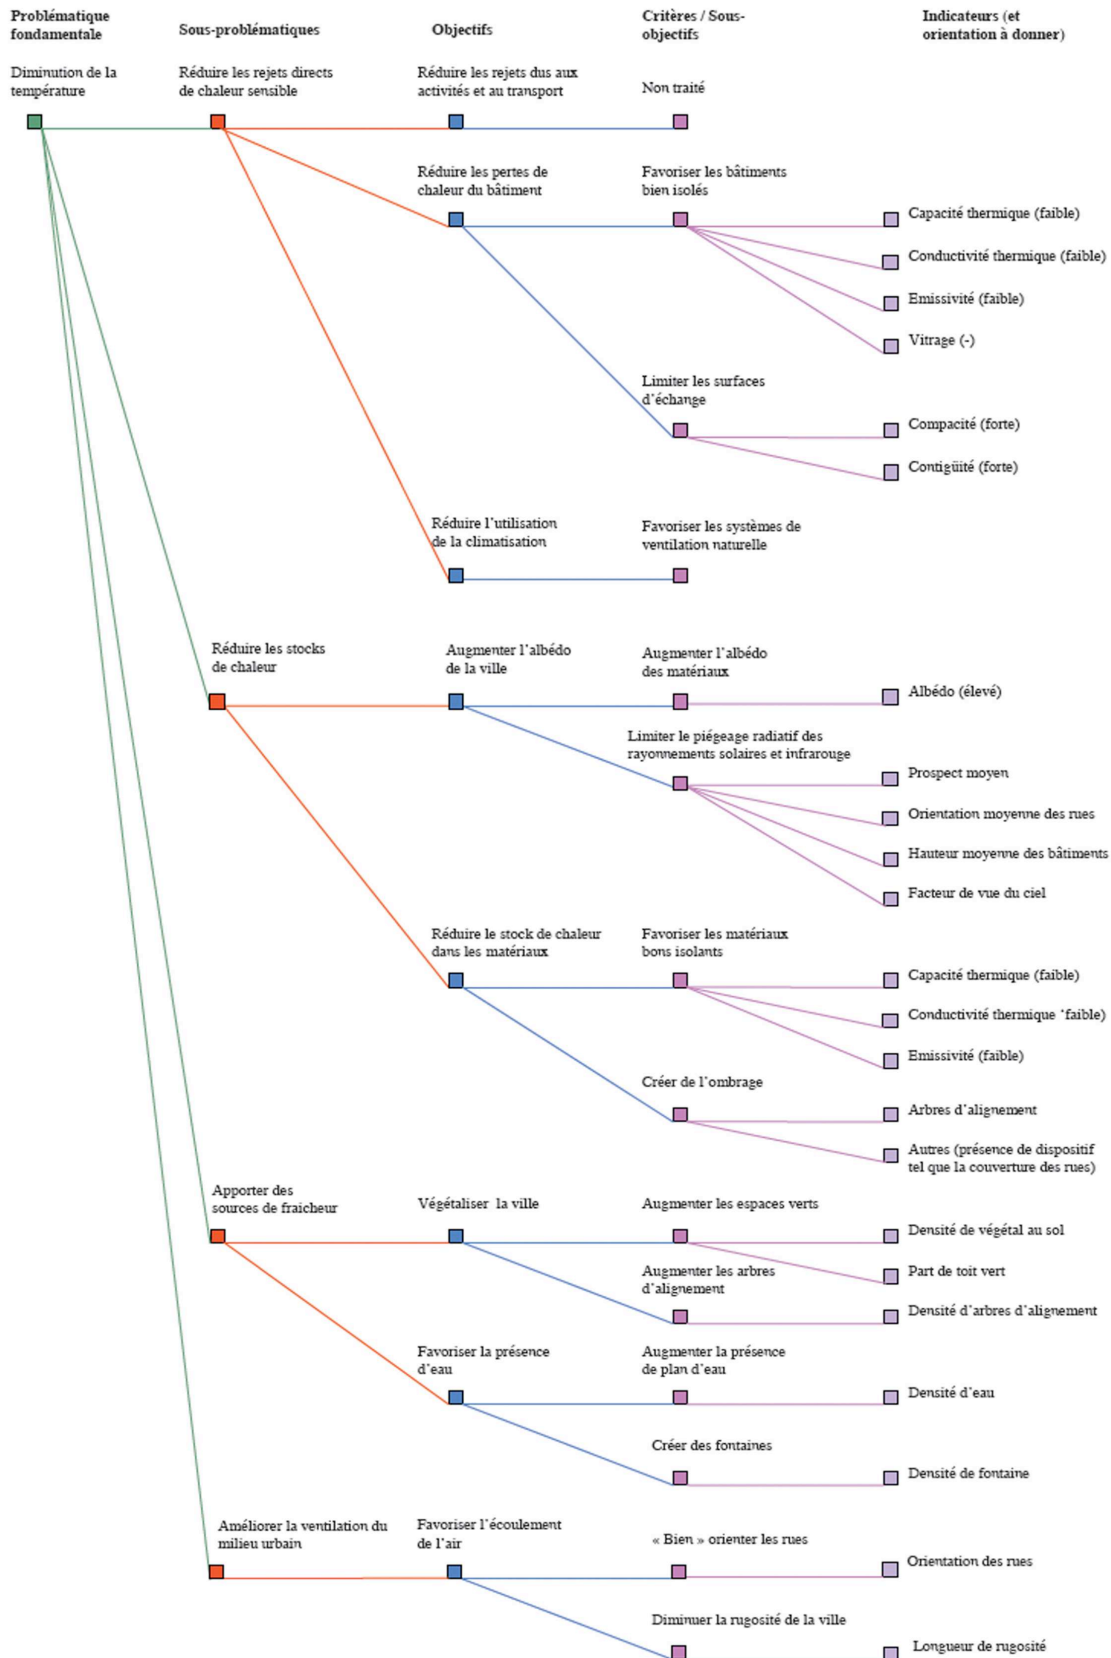 Problématique
fondamentale
Sous-problématiques
Objectifs
Critères / Sous-
objectifs
Indicateurs (et
orientation à donner)
Diminution de la
température
Réduire les rejets directs
de chaleur sensible
Réduire les rejets dus aux
activités et au transport
Non traité
Réduire les pertes de
chaleur du bâtiment
Favoriser les bâtiments
bien isolés
Capacité thermique (faible)
Conductivité thermique (faible)
Emissivité (faible)
Vitrage (-)
Limiter les surfaces
d'échange
Compacité (forte)
Contigüité (forte)
Réduire l'utilisation
de la climatisation
Favoriser les systèmes de
ventilation naturelle
Réduire les stocks
de chaleur
Augmenter l'albédo
de la ville
Augmenter l'albédo
des matériaux
Albédo (élevé)
Limiter le piégeage radiatif des
rayonnements solaires et infrarouge
Prospect moyen
Orientation moyenne des rues
Hauteur moyenne des bâtiments
Facteur de vue du ciel
Réduire le stock de chaleur
dans les matériaux
Favoriser les matériaux
bons isolants
Capacité thermique (faible)
Conductivité thermique 'faible)
Emissivité (faible)
Créer de l'ombrage
Arbres d'alignement
Autres (présence de dispositif
tel que la couverture des rues)
Apporter des
sources de fraicheur
Végétaliser la ville
Augmenter les espaces verts
Densité de végétal au sol
Part de toit vert
Augmenter les arbres
d'alignement
Densité d'arbres d'alignement
Favoriser la présence
d'eau
Augmenter la présence
de plan d'eau
Densité d'eau
Créer des fontaines
Densité de fontaine
Améliorer la ventilation du
milieu urbain
Favoriser l'écoulement
de l'air
« Bien » orienter les rues
Orientation des rues
Diminuer la rugosité de la ville
Longueur de rugosité